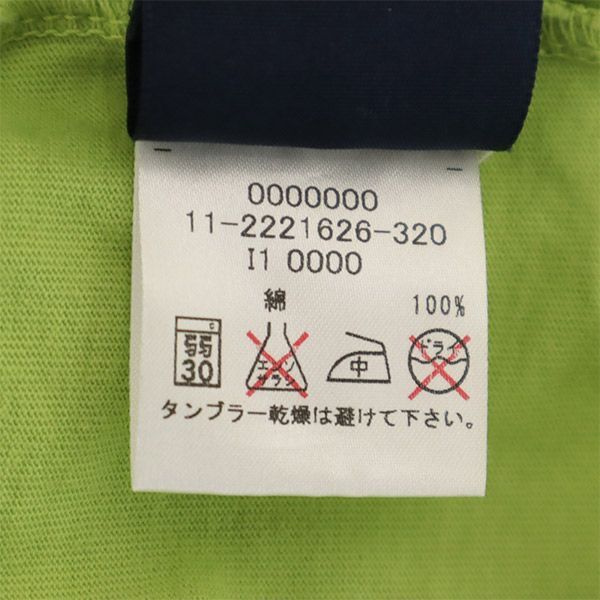 0000000
11-2221626-320
I1 0000
綿 100%
弱 30 エンソ サラシ 中 ドライ
タンブラー乾燥は避けて下さい。